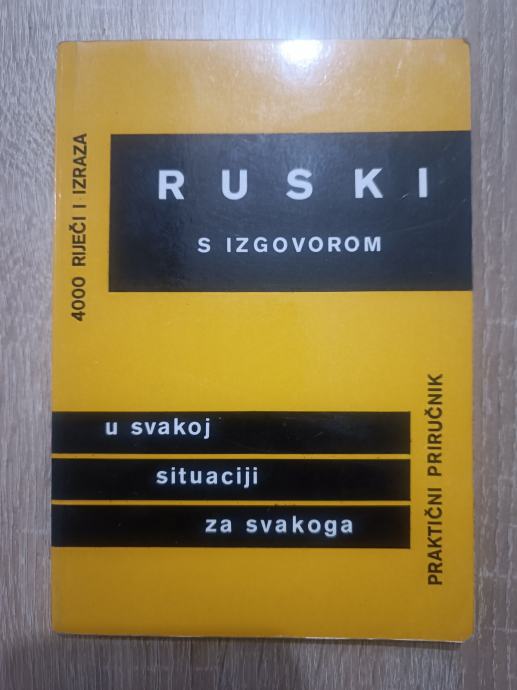 4000 RIJEČI I IZRAZA
RUSKI
S IZGOVOROM
u svakoj
situaciji
za svakoga
PRAKTIČNI PRIRUČNIK